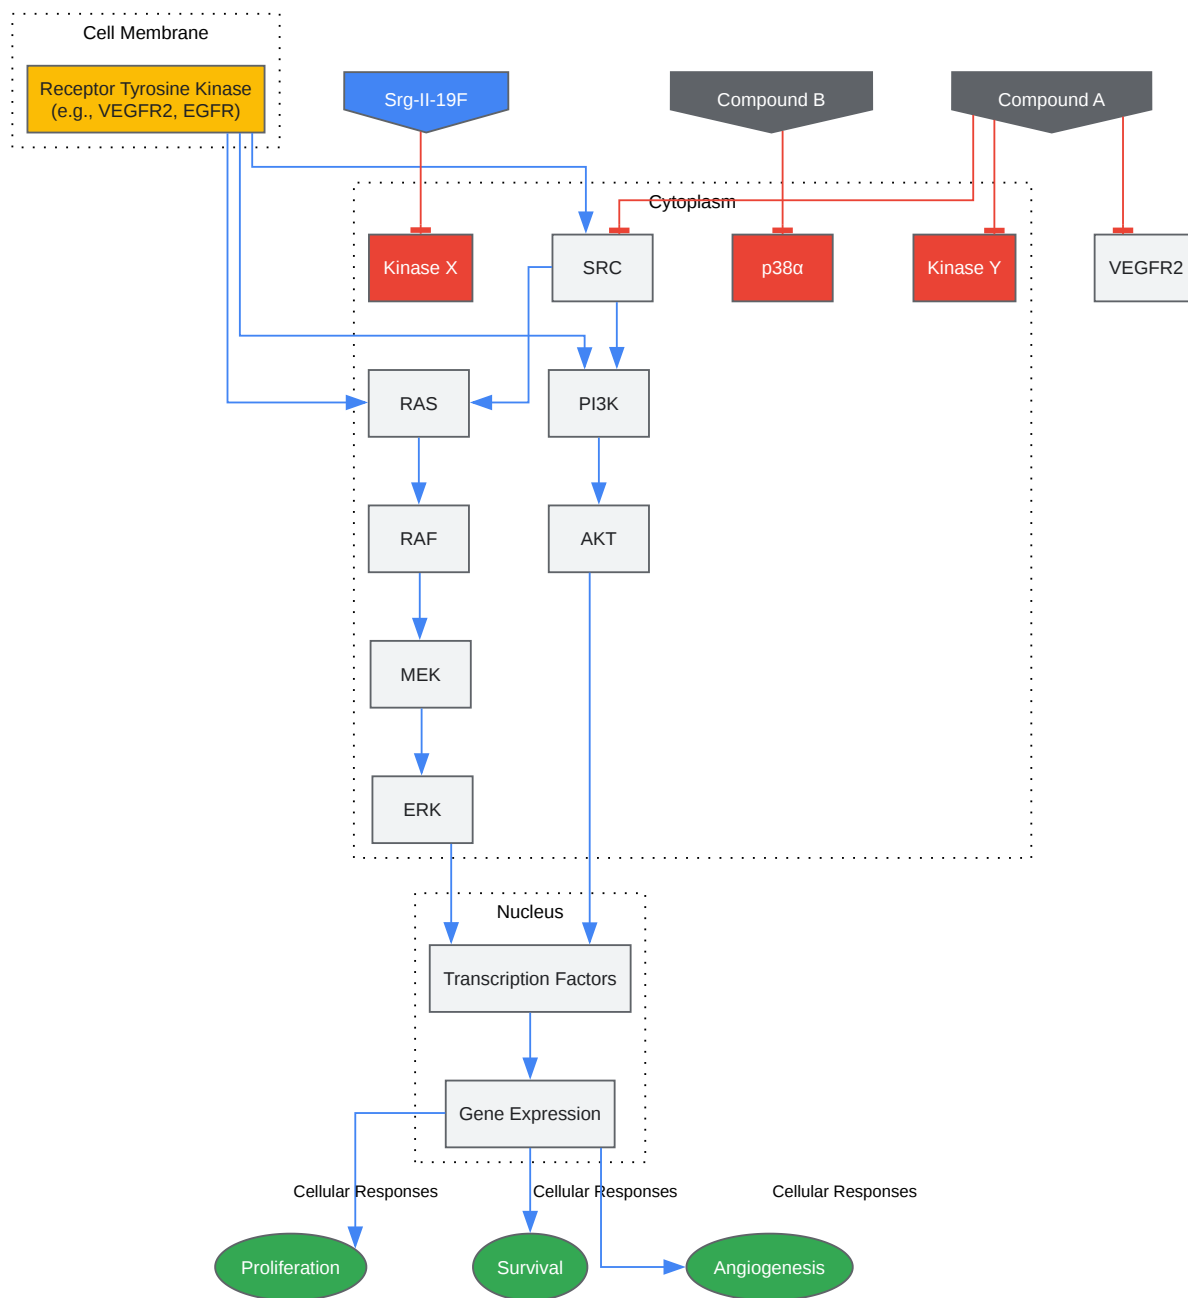 Cell Membrane
Receptor Tyrosine Kinase
(e.g., VEGFR2, EGFR)
Srg-II-19F
Compound B
Compound A
Cytoplasm
Kinase X
SRC
p38α
Kinase Y
VEGFR2
RAS
PI3K
RAF
AKT
MEK
ERK
Nucleus
Transcription Factors
Gene Expression
Cellular Responses
Cellular Responses
Cellular Responses
Proliferation
Survival
Angiogenesis